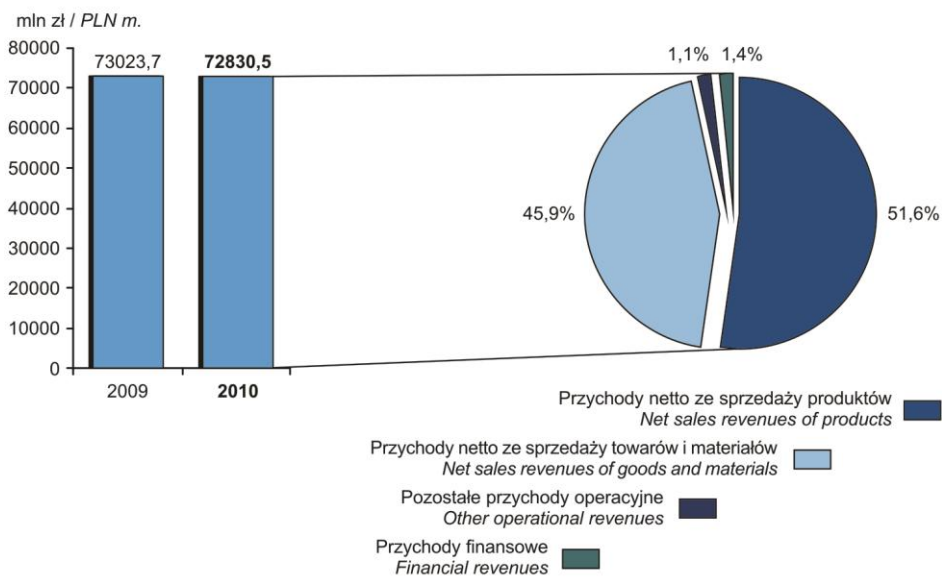 mln zł / PLN m.
80000
70000
60000
50000
40000
30000
20000
10000
0
73023,7
72830,5
2009
2010
1,1%
1,4%
45,9%
51,6%
Przychody netto ze sprzedaży produktów
Net sales revenues of products
Przychody netto ze sprzedaży towarów i materiałów
Net sales revenues of goods and materials
Pozostałe przychody operacyjne
Other operational revenues
Przychody finansowe
Financial revenues